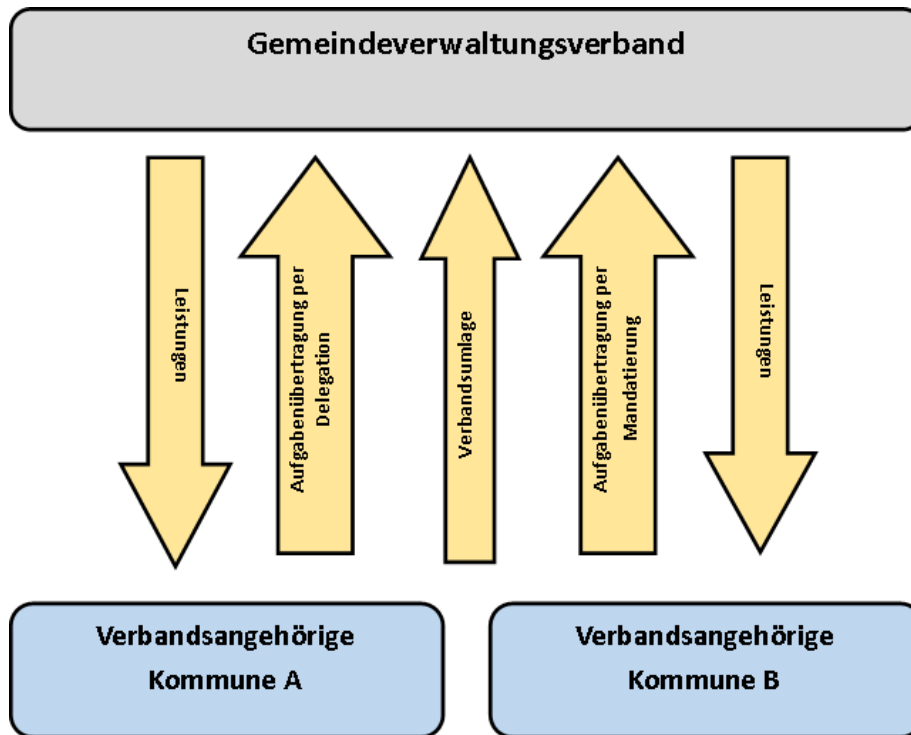 Gemeindeverwaltungsverband
Leistungen
Aufgabenübertragung per
Delegation
Verbandsumlage
Aufgabenübertragung per
Mandatierung
Leistungen
Verbandsangehörige
Kommune A
Verbandsangehörige
Kommune B